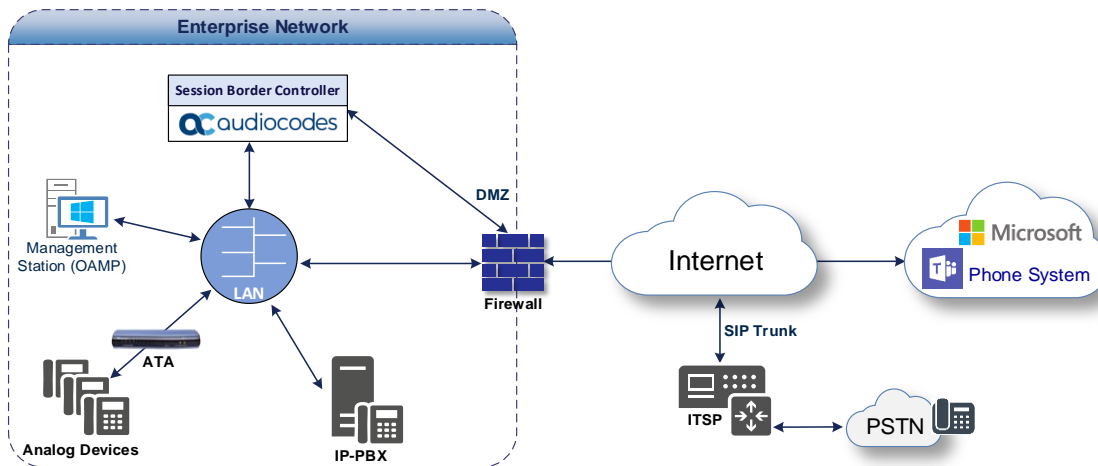 Enterprise Network
Session Border Controller
audiocodes
DMZ
Management
Station (OAMP)
LAN
Firewall
Internet
Microsoft
T
Phone System
SIP Trunk
ATA
ITSP
PSTN
Analog Devices
IP-PBX